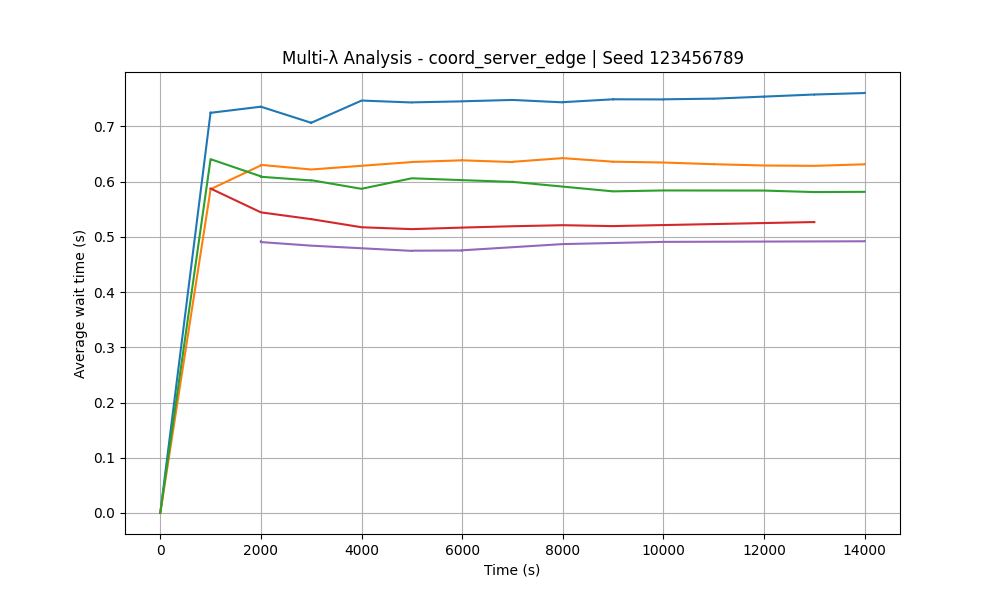 Multi-λ Analysis - coord_server_edge | Seed 123456789
Average wait time (s)
0.7
0.6
0.5
0.4
0.3
0.2
0.1
0.0
0 2000 4000 6000 8000 10000 12000 14000
Time (s)